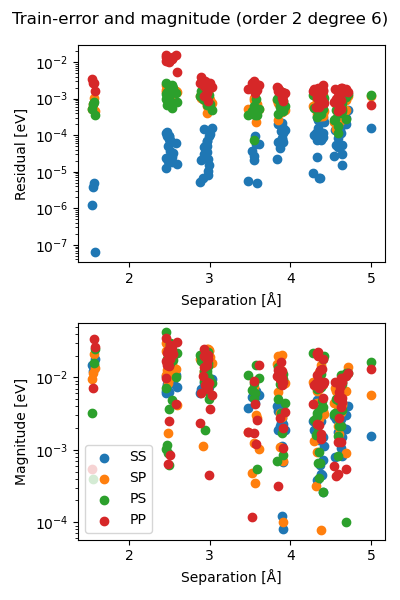 Train-error and magnitude (order 2 degree 6)
10⁻²
10⁻³
10⁻⁴
10⁻⁵
10⁻⁶
10⁻⁷
Residual [eV]
2 3 4 5
Separation [Å]
10⁻²
10⁻³
10⁻⁴
Magnitude [eV]
SS
SP
PS
PP
2 3 4 5
Separation [Å]